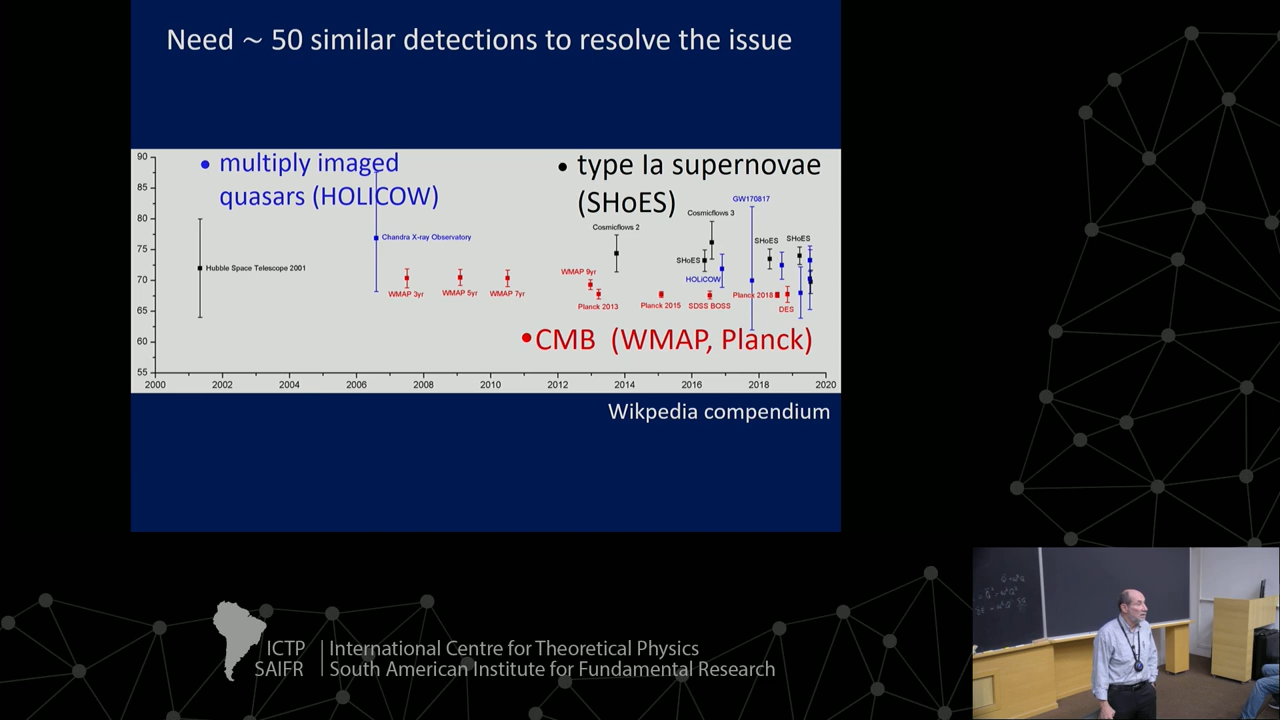 Need ~ 50 similar detections to resolve the issue
• multiply imaged
quasars (HOLICOW)
• type Ia supernovae
(SHoES)
90
85
80
75
70
65
60
55
2000
2002
2004
2006
2008
2010
2012
2014
2016
2018
2020
Hubble Space Telescope 2001
Chandra X-ray Observatory
WMAP 3yr
WMAP 5yr
WMAP 7yr
WMAP 9yr
Planck 2013
Cosmicflows 2
Planck 2015
SHoES
Cosmicflows 3
HOLiCOW
SDSS BOSS
GW170817
SHoES
Planck 2018
SHoES
DES
• CMB (WMAP, Planck)
Wikpedia compendium
ICTP
SAIFR
International Centre for Theoretical Physics
South American Institute for Fundamental Research